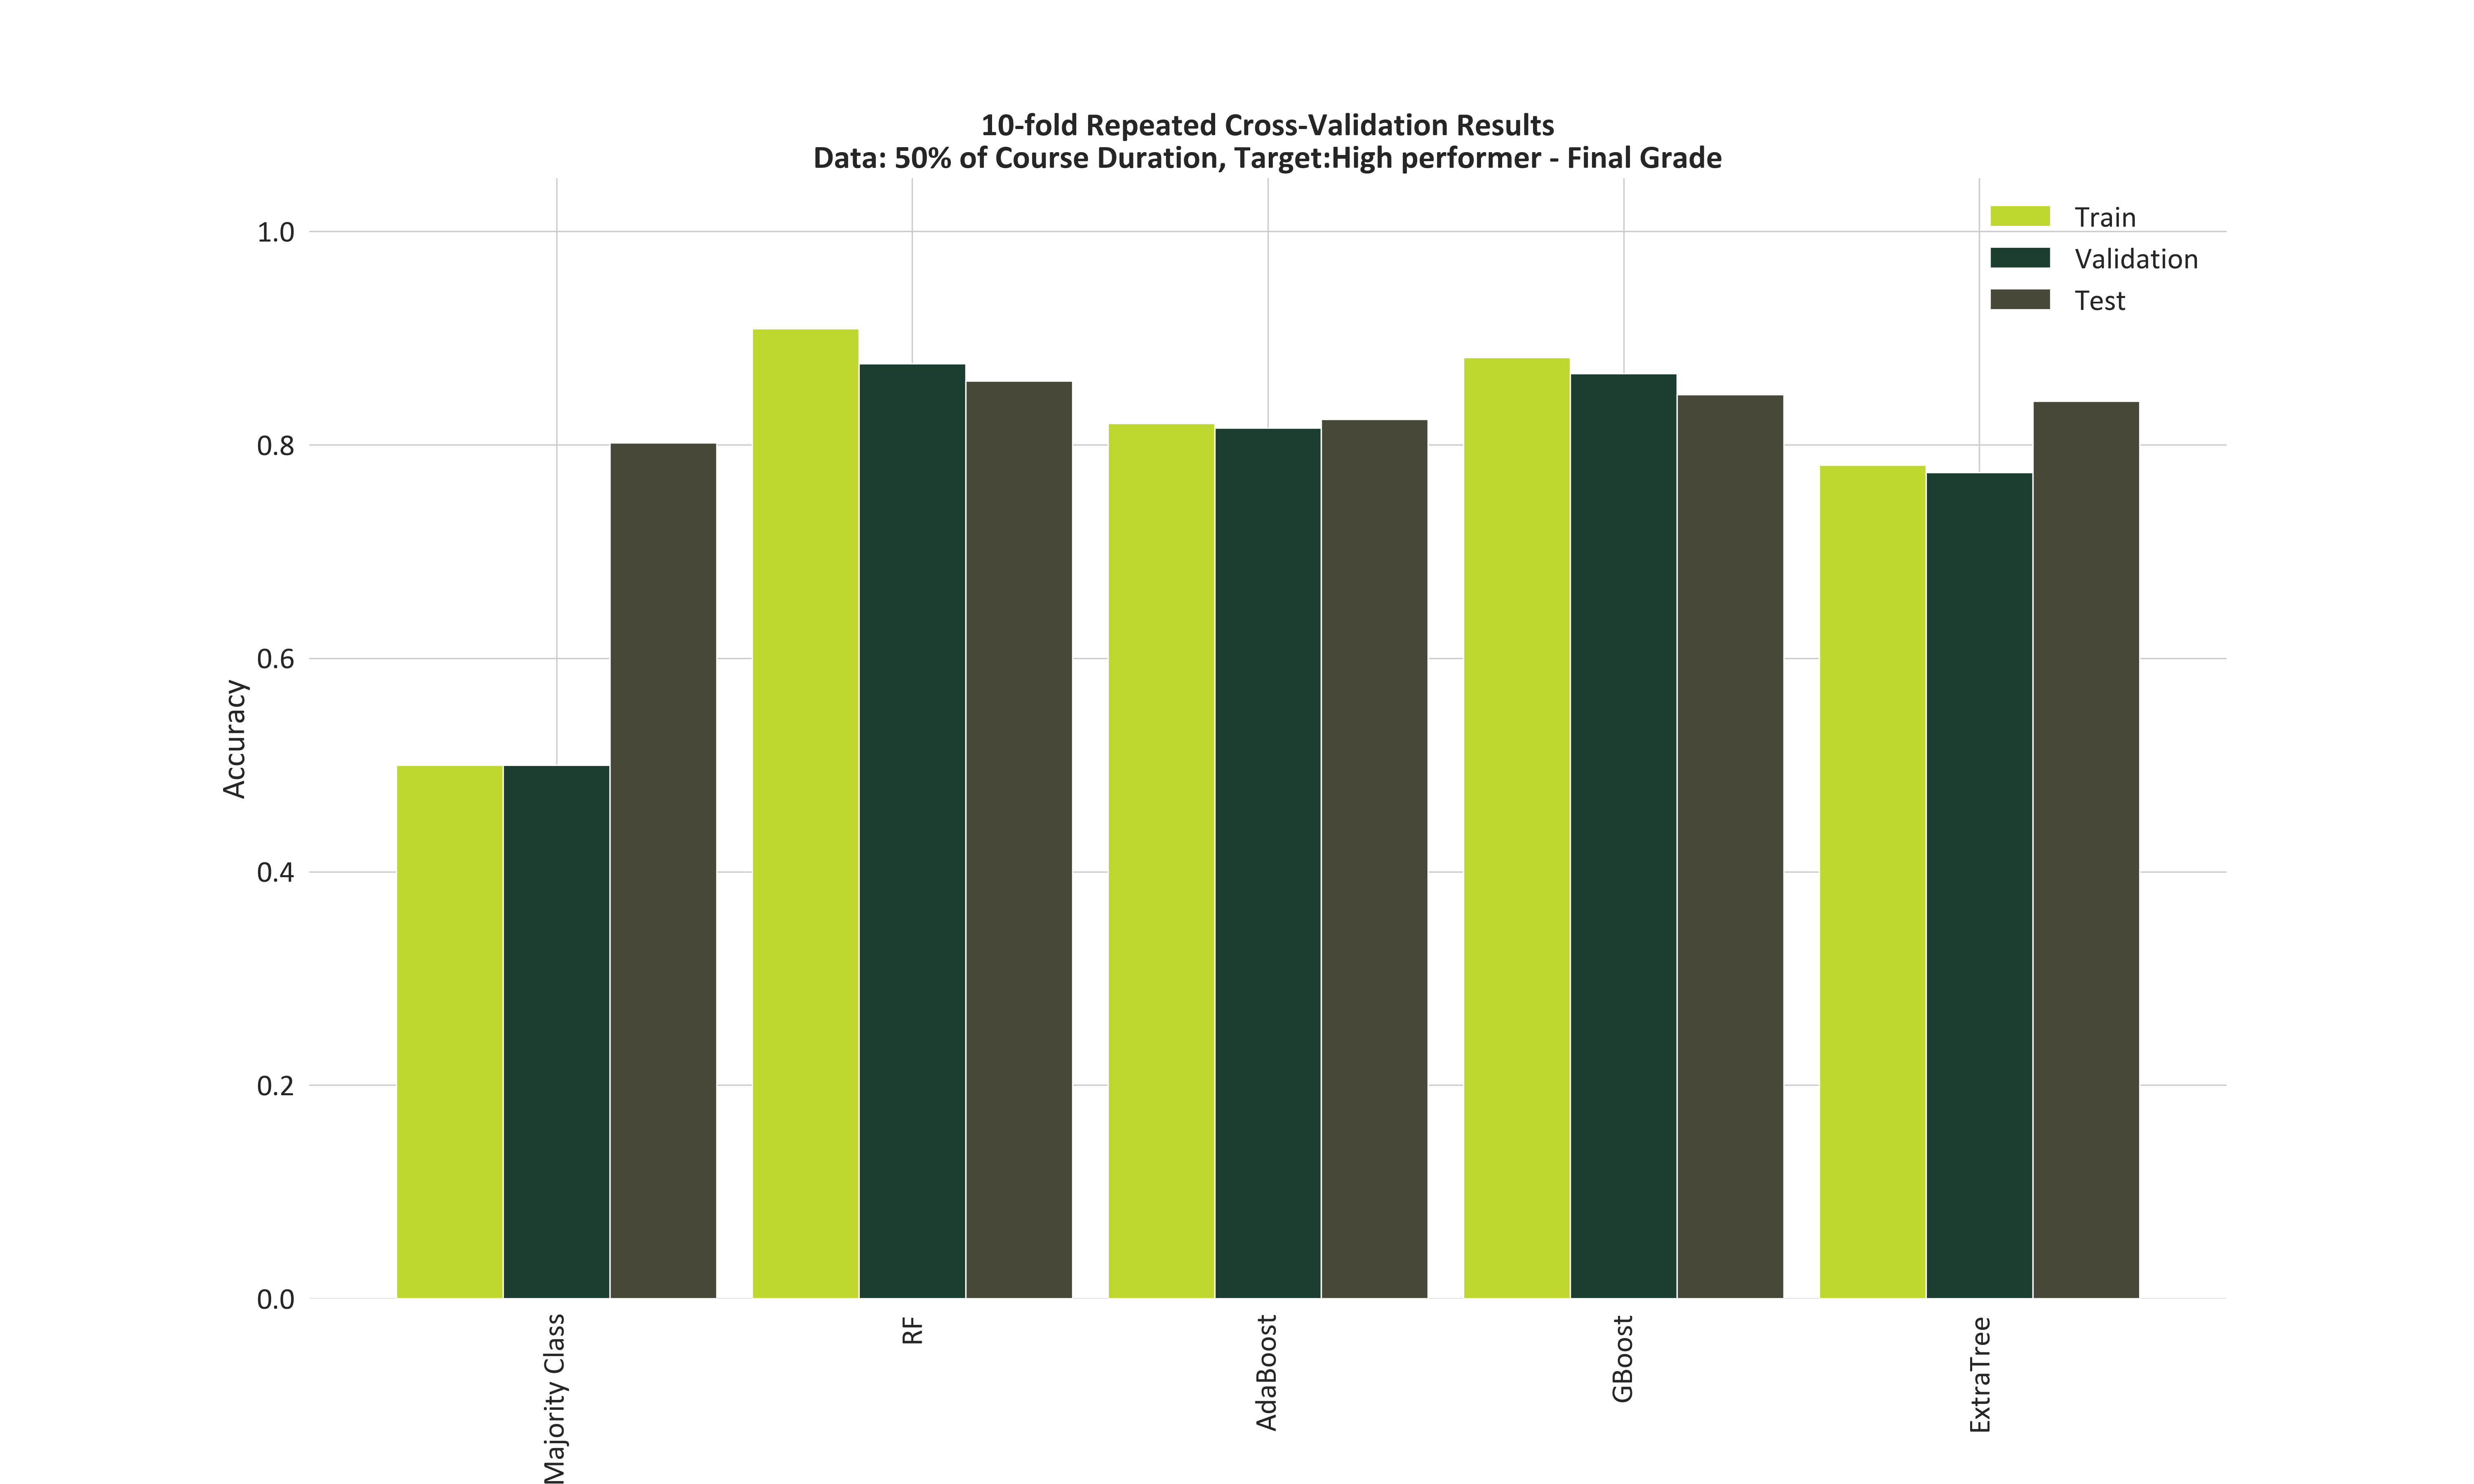 10-fold Repeated Cross-Validation Results
Data: 50% of Course Duration, Target:High performer - Final Grade
Train
Validation
Test
1.0
0.8
0.6
0.4
0.2
0.0
Accuracy
Majority Class
RF
AdaBoost
GBoost
ExtraTree